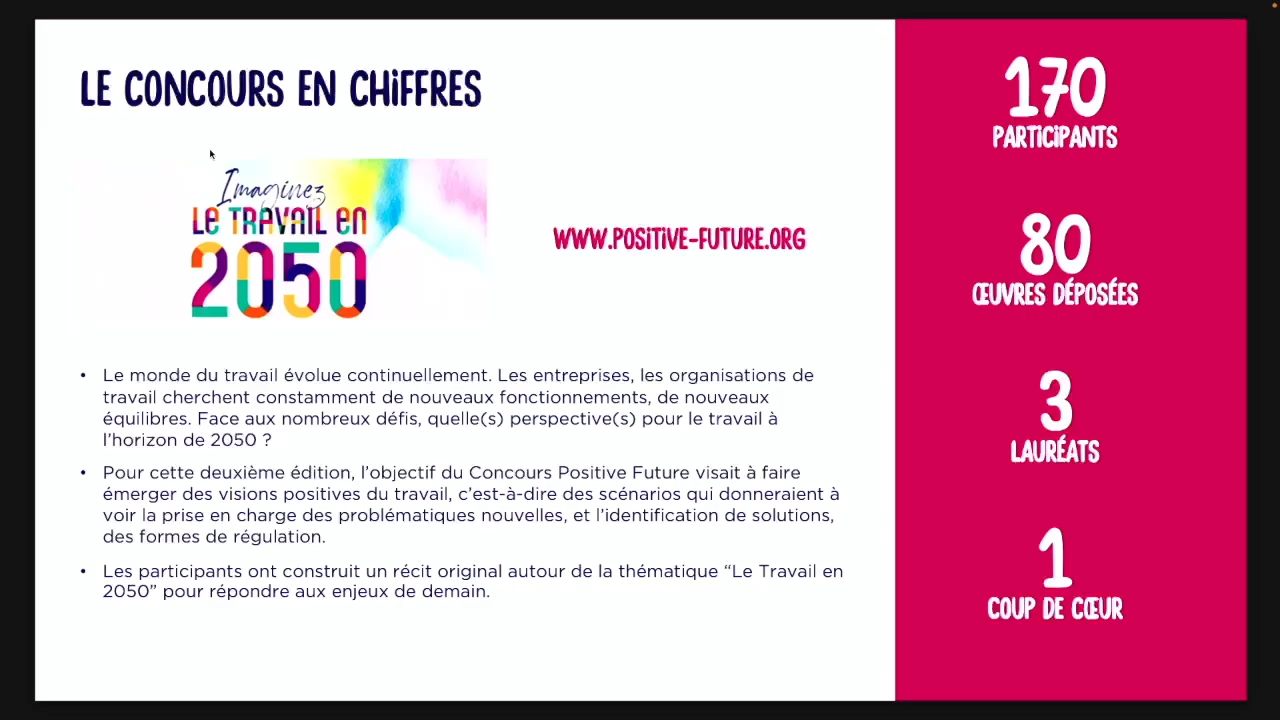 LE CONCOURS EN CHIFFRES
Imaginez
LE TRAVAIL EN
2050
WWW.POSITIVE-FUTURE.ORG
• Le monde du travail évolue continuellement. Les entreprises, les organisations de
travail cherchent constamment de nouveaux fonctionnements, de nouveaux
équilibres. Face aux nombreux défis, quelle(s) perspective(s) pour le travail à
l’horizon de 2050 ?
• Pour cette deuxième édition, l’objectif du Concours Positive Future visait à faire
émerger des visions positives du travail, c’est-à-dire des scénarios qui donneraient à
voir la prise en charge des problématiques nouvelles, et l’identification de solutions,
des formes de régulation.
• Les participants ont construit un récit original autour de la thématique “Le Travail en
2050” pour répondre aux enjeux de demain.
170
PARTICIPANTS
80
ŒUVRES DÉPOSÉES
3
LAURÉATS
1
COUP DE CŒUR